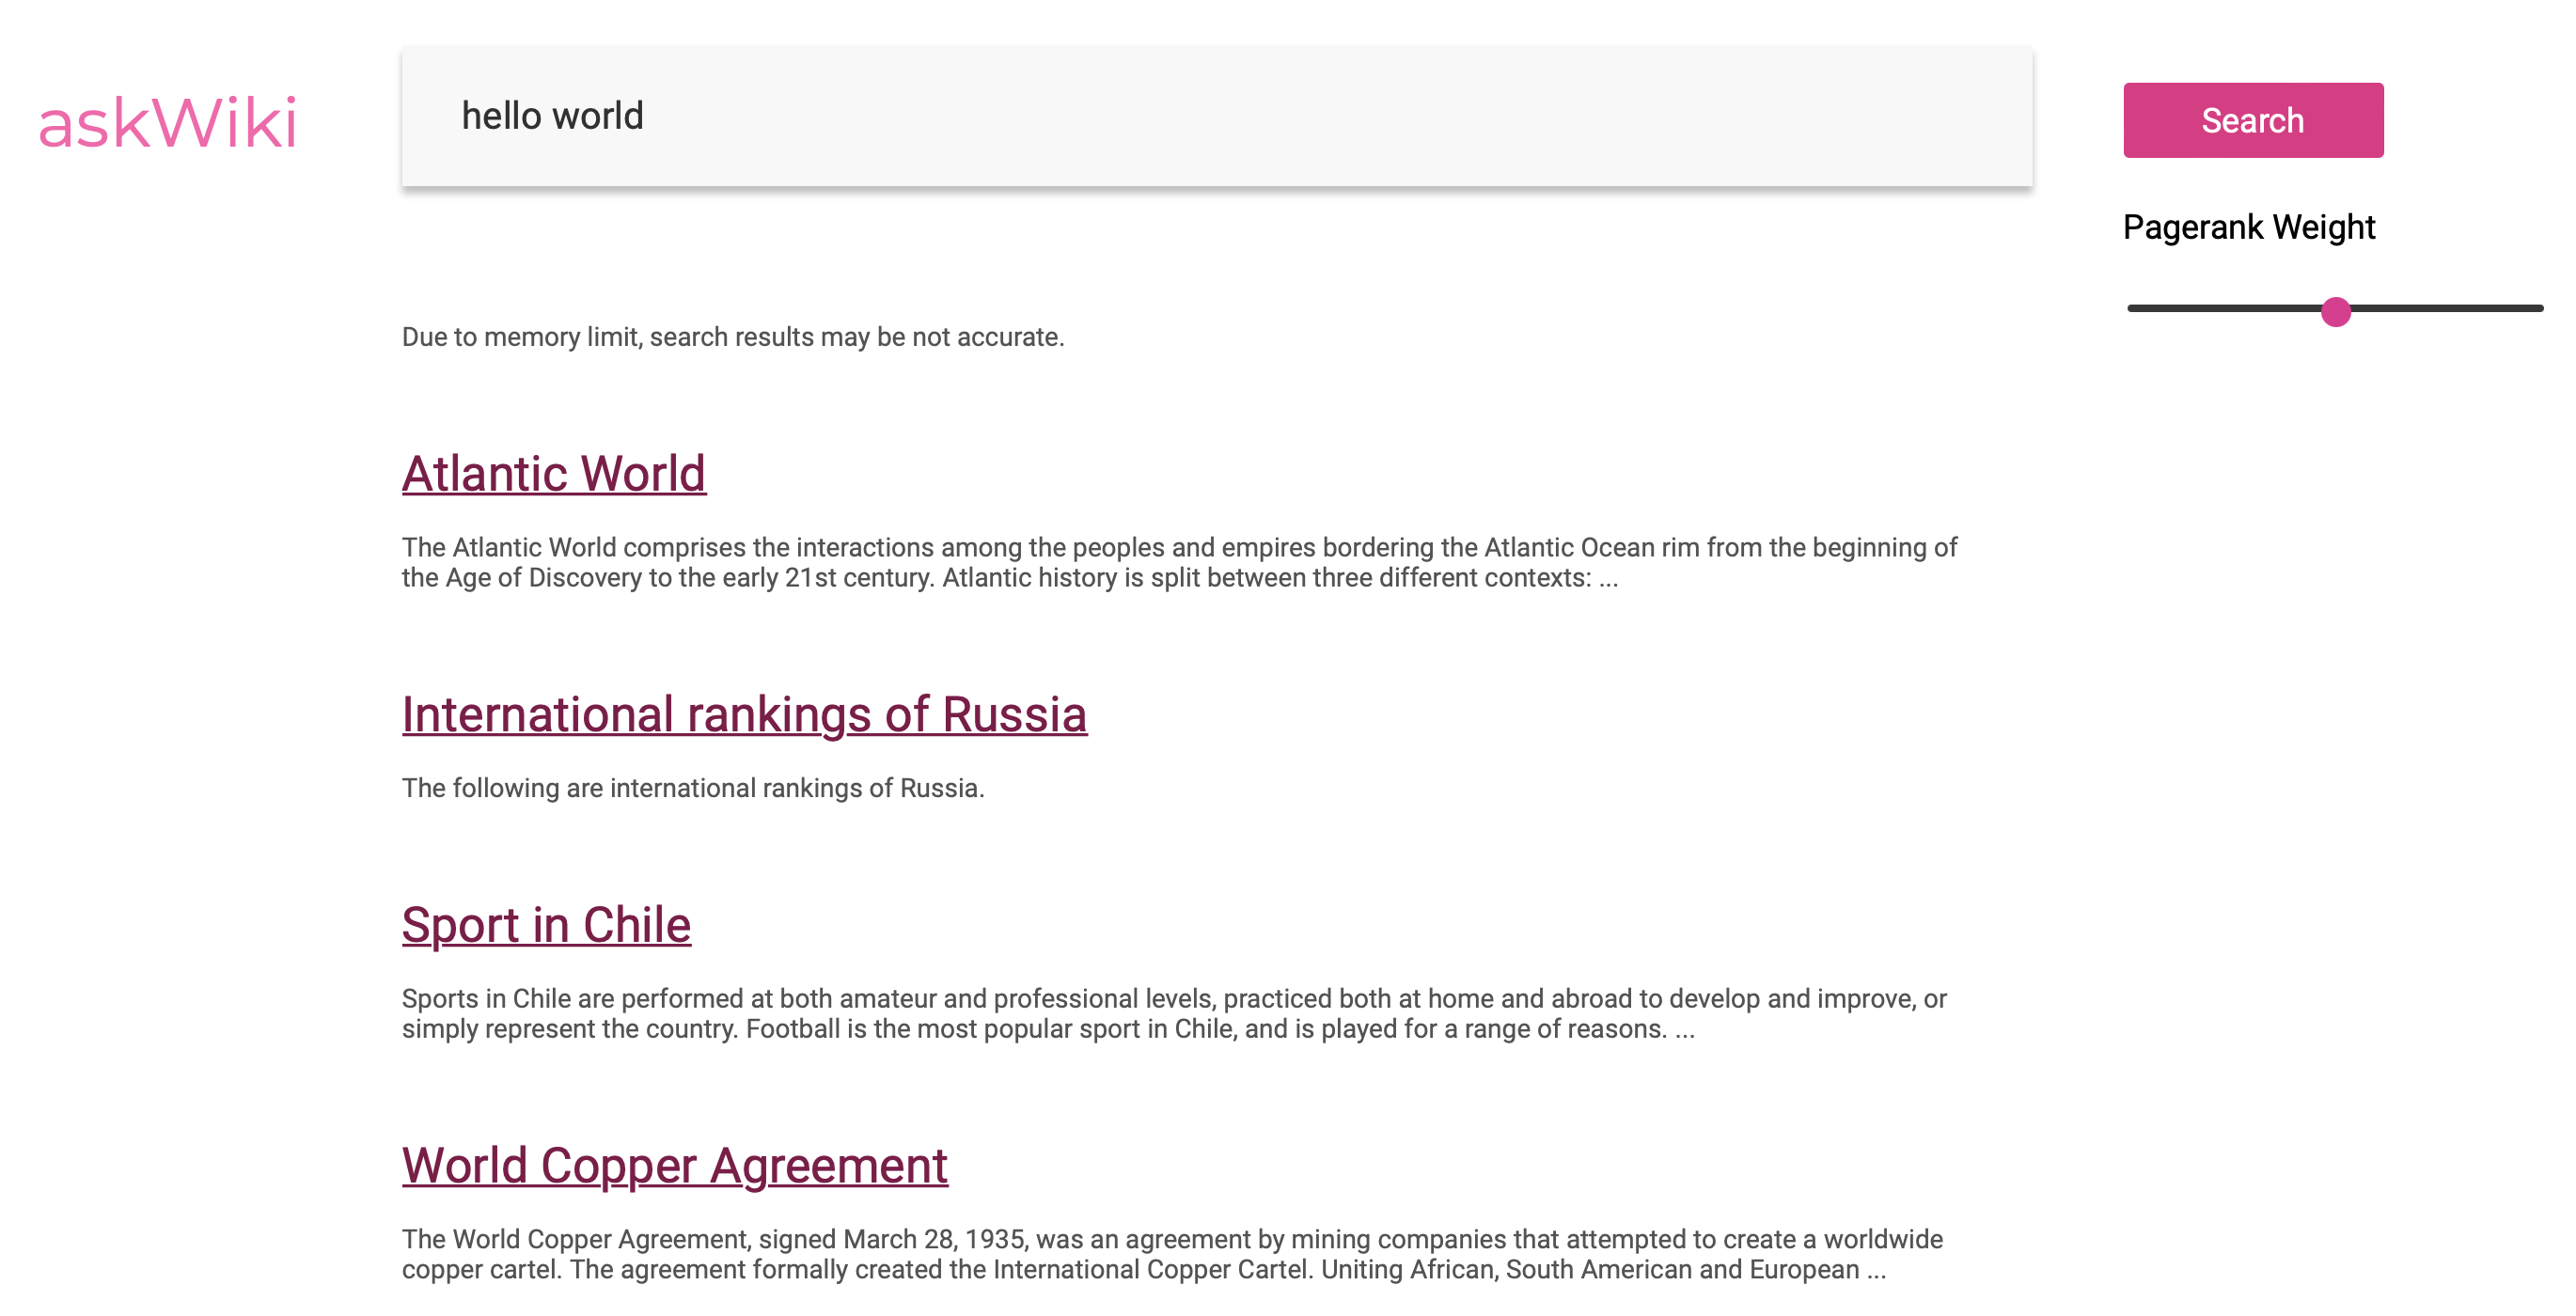 askWiki
hello world
Search
Pagerank Weight
Due to memory limit, search results may be not accurate.
Atlantic World
The Atlantic World comprises the interactions among the peoples and empires bordering the Atlantic Ocean rim from the beginning of
the Age of Discovery to the early 21st century. Atlantic history is split between three different contexts: ...
International rankings of Russia
The following are international rankings of Russia.
Sport in Chile
Sports in Chile are performed at both amateur and professional levels, practiced both at home and abroad to develop and improve, or
simply represent the country. Football is the most popular sport in Chile, and is played for a range of reasons. ...
World Copper Agreement
The World Copper Agreement, signed March 28, 1935, was an agreement by mining companies that attempted to create a worldwide
copper cartel. The agreement formally created the International Copper Cartel. Uniting African, South American and European ...